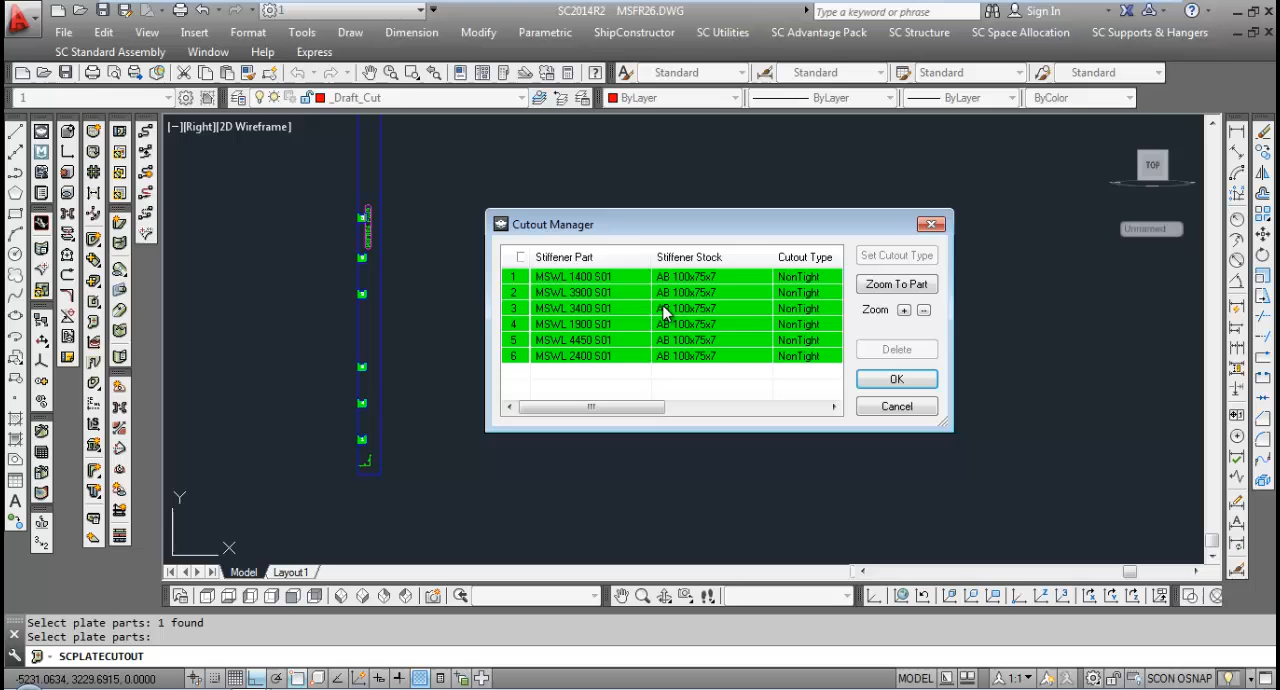 1
SC2014R2 MSFR26.DWG
Type a keyword or phrase
Sign In
File Edit View Insert Format Tools Draw Dimension Modify Parametric ShipConstructor SC Utilities SC Advantage Pack SC Structure SC Space Allocation SC Supports & Hangers
SC Standard Assembly Window Help Express
Standard Standard Standard Standard
1 _Draft_Cut ByLayer ByLayer ByLayer ByColor
[−][Right][2D Wireframe]
TOP
Unnamed
Cutout Manager
Stiffener Part Stiffener Stock Cutout Type
1 MSWL 1400 S01 AB 100x75x7 NonTight
2 MSWL 3900 S01 AB 100x75x7 NonTight
3 MSWL 3400 S01 AB 100x75x7 NonTight
4 MSWL 1900 S01 AB 100x75x7 NonTight
5 MSWL 4450 S01 AB 100x75x7 NonTight
6 MSWL 2400 S01 AB 100x75x7 NonTight
Set Cutout Type
Zoom To Part
Zoom + -
Delete
OK
Cancel
Y
X
Model Layout1
Select plate parts: 1 found
Select plate parts:
SCPLATECUTOUT
-5231.0634, 3229.6915, 0.0000
MODEL 1:1 SCON OSNAP